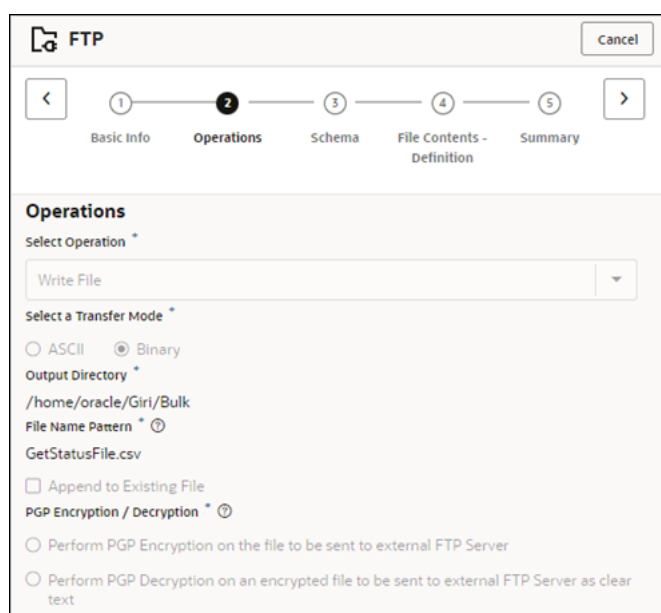 FTP
Cancel
1 2 3 4 5
Basic Info Operations Schema File Contents - Summary
Definition
Operations
Select Operation *
Write File
Select a Transfer Mode *
ASCII Binary
Output Directory *
/home/oracle/Giri/Bulk
File Name Pattern * ?
GetStatusFile.csv
Append to Existing File
PGP Encryption / Decryption * ?
Perform PGP Encryption on the file to be sent to external FTP Server
Perform PGP Decryption on an encrypted file to be sent to external FTP Server as clear
text